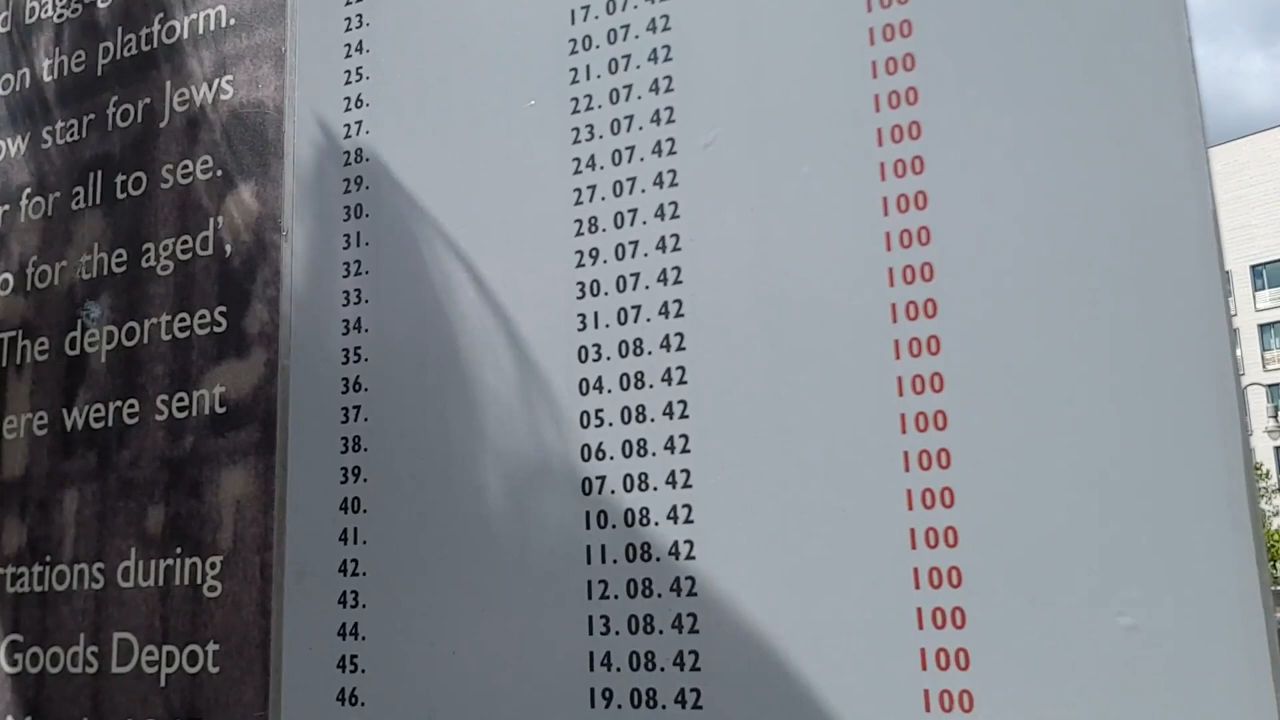 on the platform.
star for Jews
for all to see.
for the aged',
The deportees
were sent
during
Goods Depot
23.
24.
25. 17.07.42
26. 20.07.42
27. 21.07.42 100
28. 22.07.42 100
29. 23.07.42 100
30. 24.07.42 100
31. 27.07.42 100
32. 28.07.42 100
33. 29.07.42 100
34. 30.07.42 100
35. 31.07.42 100
36. 03.08.42 100
37. 04.08.42 100
38. 05.08.42 100
39. 06.08.42 100
40. 07.08.42 100
41. 10.08.42 100
42. 11.08.42 100
43. 12.08.42 100
44. 13.08.42 100
45. 14.08.42 100
46. 19.08.42 100